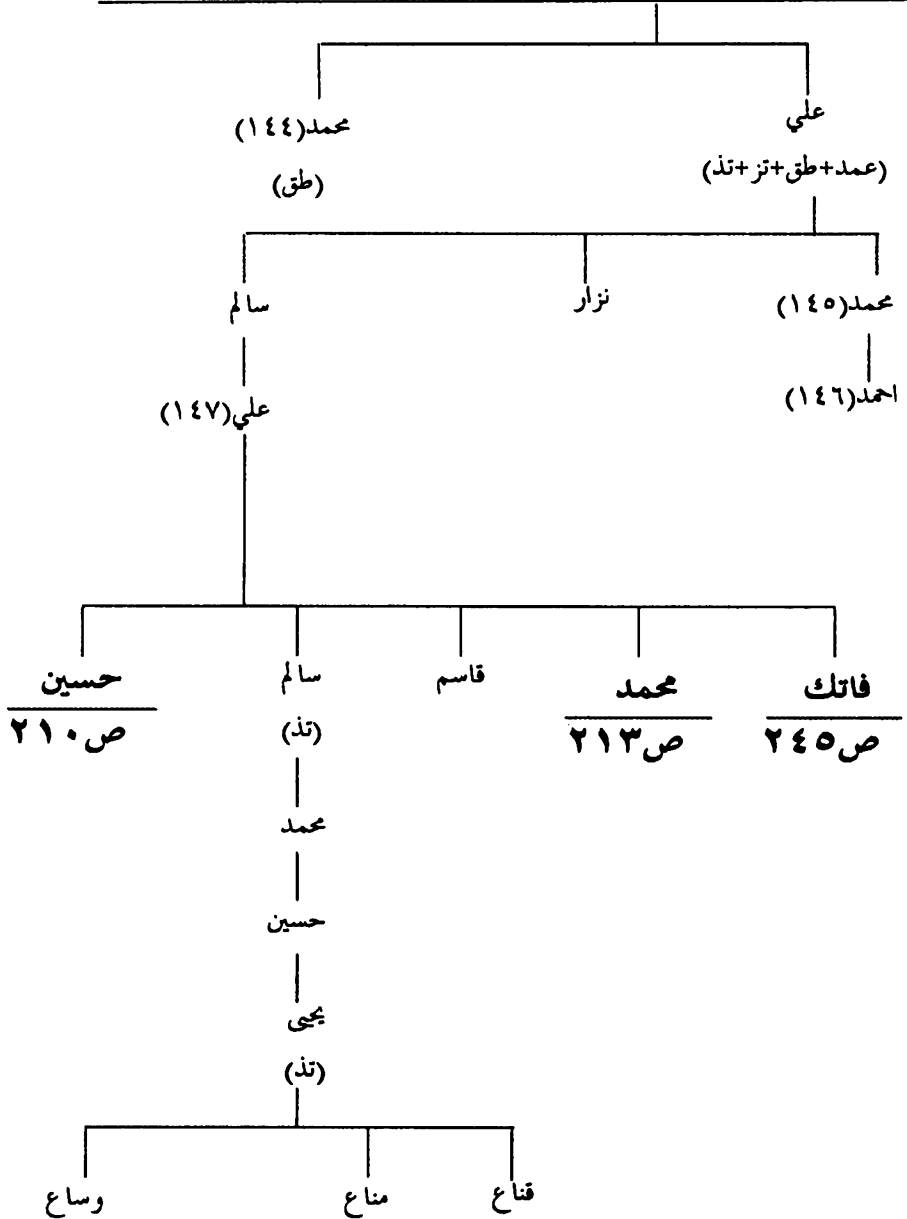 علي محمد(١٤٤)
(عمد+طق+تز+تذ) (طق)
محمد(١٤٥) نزار سالم
احمد(١٤٦) علي(١٤٧)
فاتك محمد قاسم سالم حسين
ص٢٤٥ ص٢١٣ (تذ) ص٢١٠
محمد
حسين
يحيى
(تذ)
قناع مناع وساع